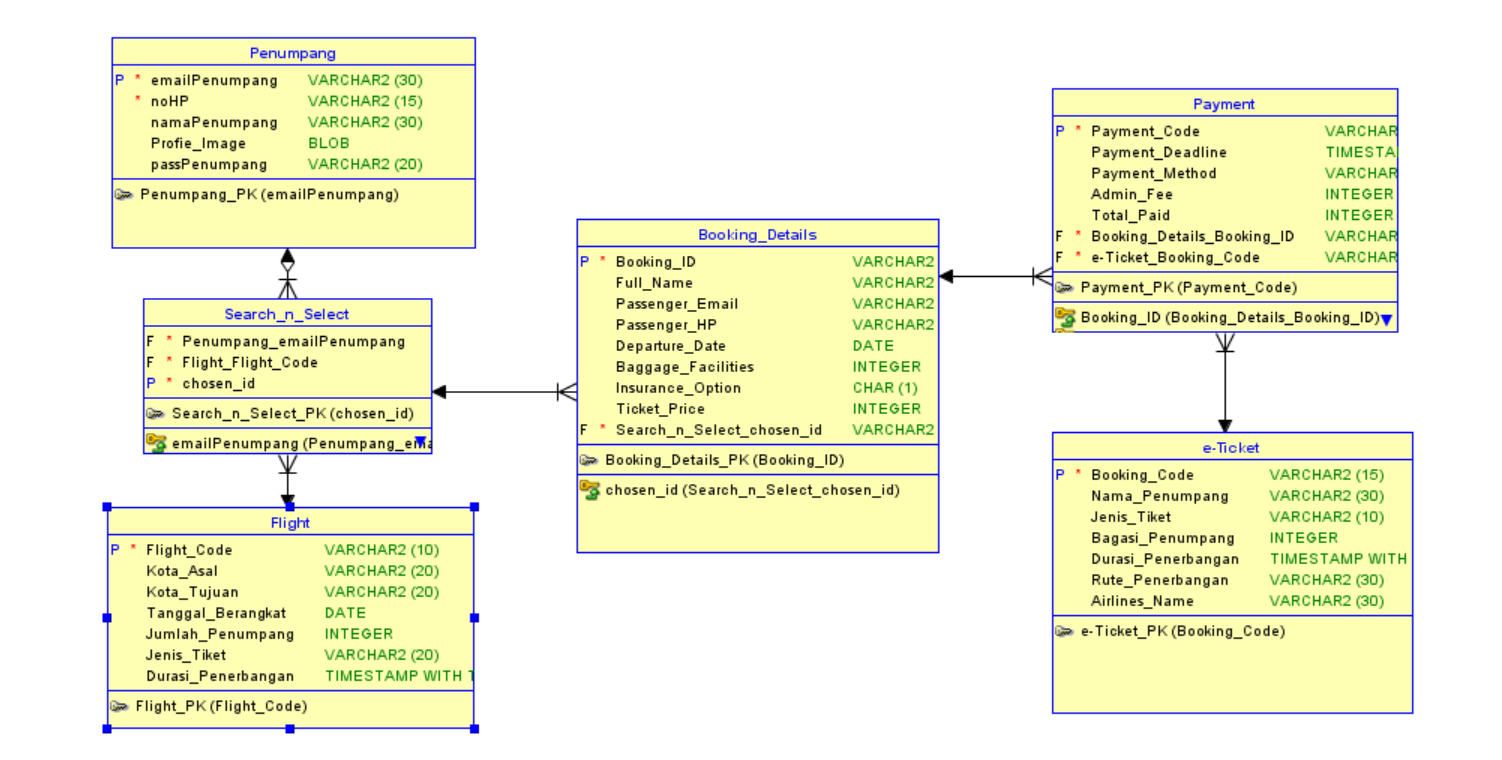 Penumpang
P * emailPenumpang VARCHAR2 (30)
* noHP VARCHAR2 (15)
namaPenumpang VARCHAR2 (30)
Profie_Image BLOB
passPenumpang VARCHAR2 (20)
Penumpang_PK (emailPenumpang)
Search_n_Select
F * Penumpang_emailPenumpang
F * Flight_Flight_Code
P * chosen_id
Search_n_Select_PK (chosen_id)
emailPenumpang (Penumpang_ema
Flight
P * Flight_Code VARCHAR2 (10)
Kota_Asal VARCHAR2 (20)
Kota_Tujuan VARCHAR2 (20)
Tanggal_Berangkat DATE
Jumlah_Penumpang INTEGER
Jenis_Tiket VARCHAR2 (20)
Durasi_Penerbangan TIMESTAMP WITH T
Flight_PK (Flight_Code)
Booking_Details
P * Booking_ID VARCHAR2
Full_Name VARCHAR2
Passenger_Email VARCHAR2
Passenger_HP VARCHAR2
Departure_Date DATE
Baggage_Facilities INTEGER
Insurance_Option CHAR (1)
Ticket_Price INTEGER
F * Search_n_Select_chosen_id VARCHAR2
Booking_Details_PK (Booking_ID)
chosen_id (Search_n_Select_chosen_id)
Payment
P * Payment_Code VARCHAR
Payment_Deadline TIMESTA
Payment_Method VARCHAR
Admin_Fee INTEGER
Total_Paid INTEGER
F * Booking_Details_Booking_ID VARCHAR
F * e-Ticket_Booking_Code VARCHAR
Payment_PK (Payment_Code)
Booking_ID (Booking_Details_Booking_ID)
e-Ticket
P * Booking_Code VARCHAR2 (15)
Nama_Penumpang VARCHAR2 (30)
Jenis_Tiket VARCHAR2 (10)
Bagasi_Penumpang INTEGER
Durasi_Penerbangan TIMESTAMP WITH
Rute_Penerbangan VARCHAR2 (30)
Airlines_Name VARCHAR2 (30)
e-Ticket_PK (Booking_Code)